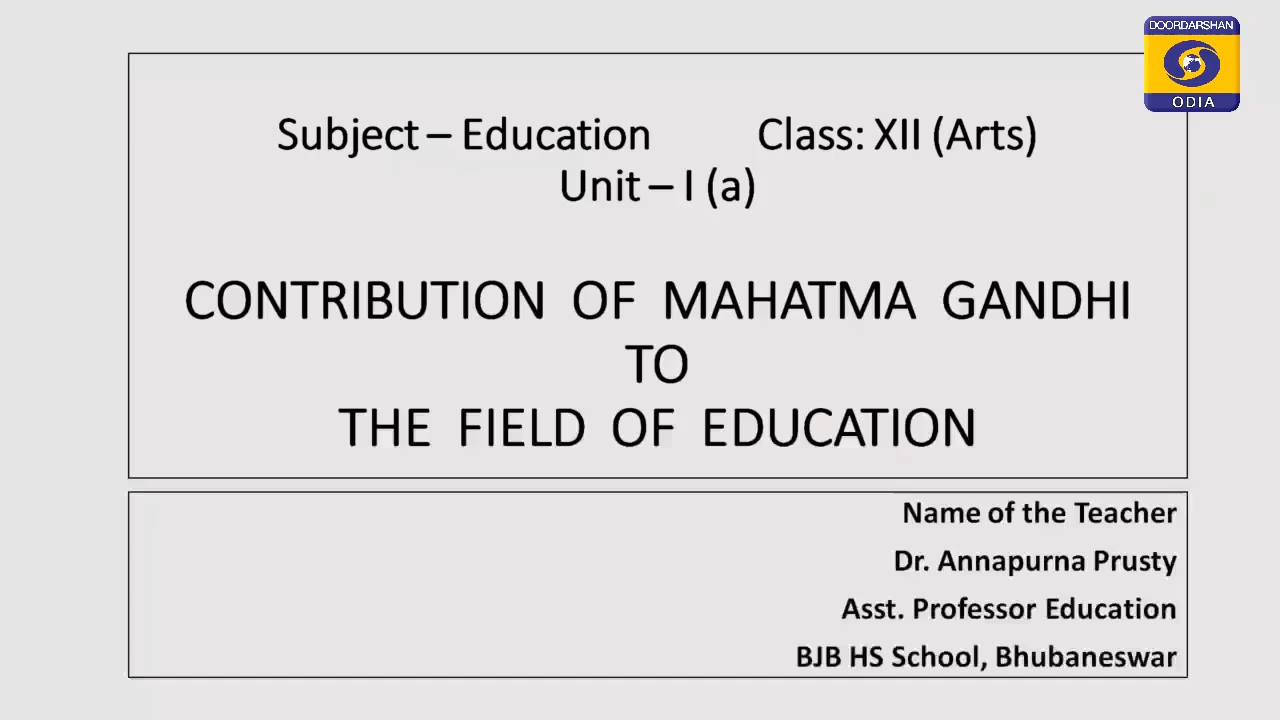 DOORDARSHAN
ODIA
Subject – Education Class: XII (Arts)
Unit – I (a)
CONTRIBUTION OF MAHATMA GANDHI
TO
THE FIELD OF EDUCATION
Name of the Teacher
Dr. Annapurna Prusty
Asst. Professor Education
BJB HS School, Bhubaneswar